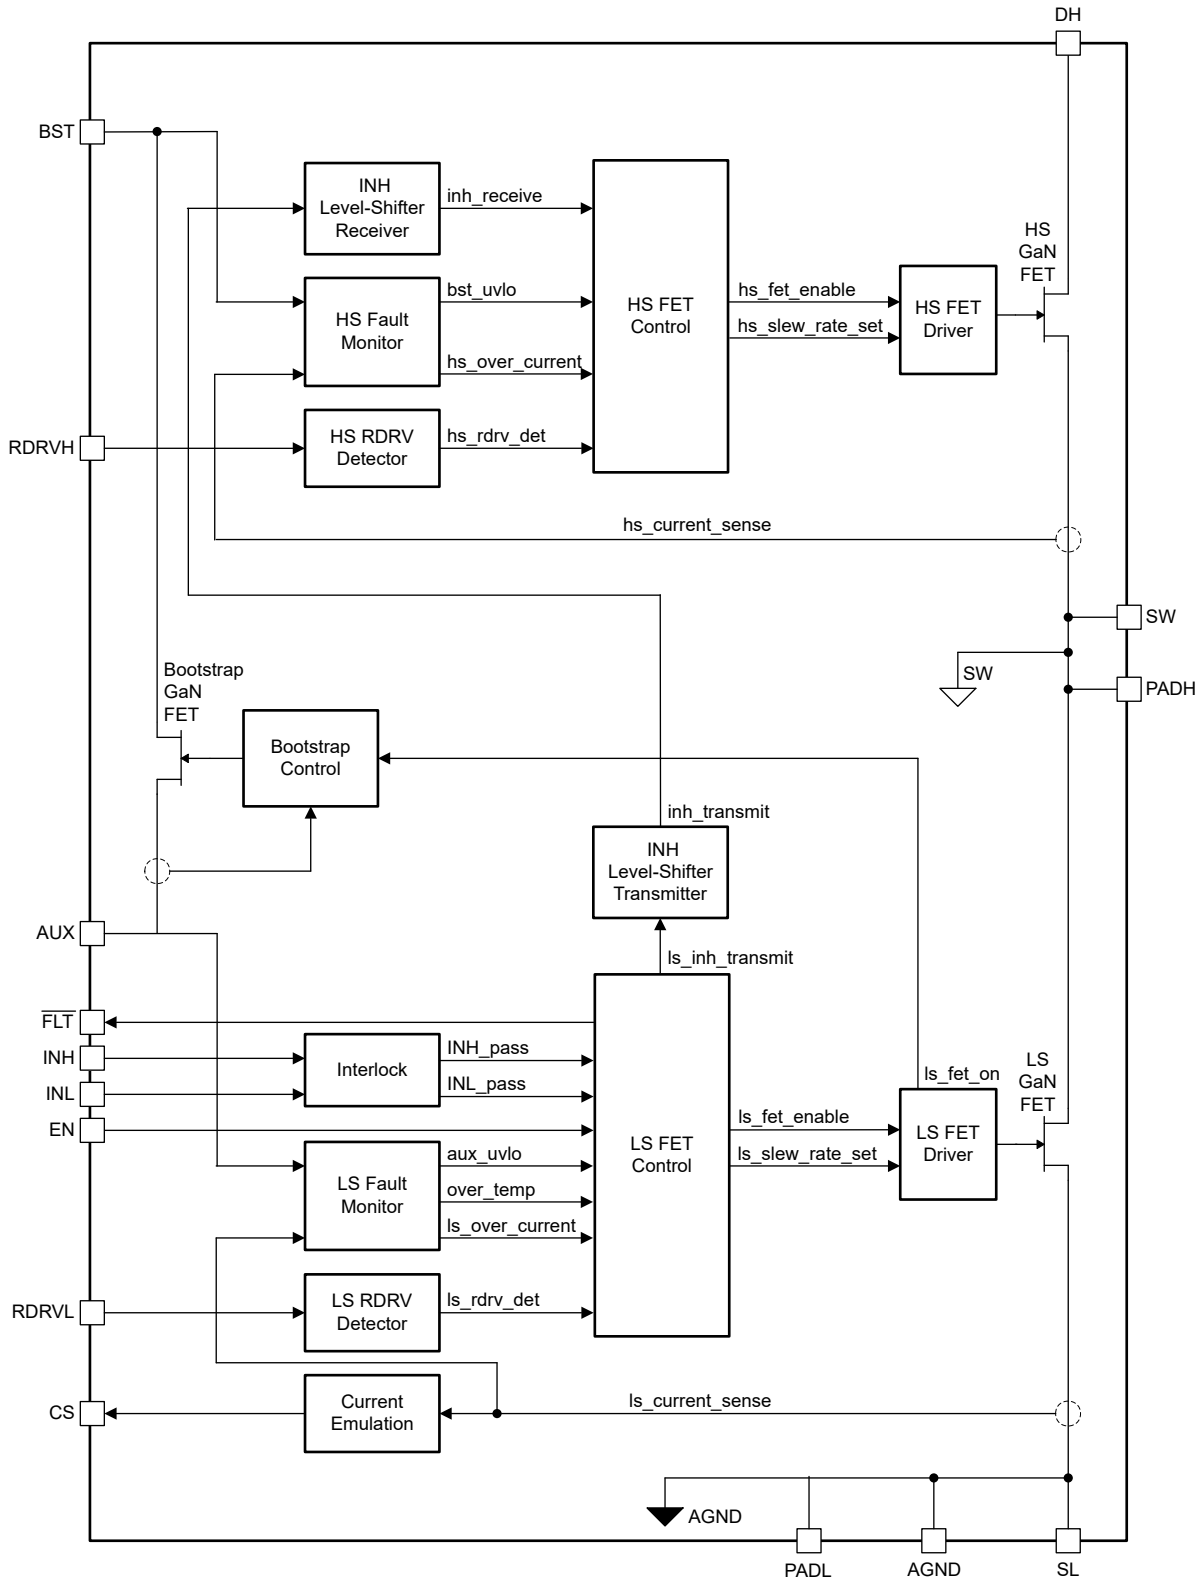 DH
BST
INH
Level-Shifter
Receiver
inh_receive
HS Fault
Monitor
bst_uvlo
hs_over_current
RDRVH
HS RDRV
Detector
hs_rdrv_det
HS FET
Control
hs_fet_enable
hs_slew_rate_set
HS FET
Driver
HS
GaN
FET
hs_current_sense
SW
SW
PADH
Bootstrap
GaN
FET
Bootstrap
Control
inh_transmit
INH
Level-Shifter
Transmitter
ls_inh_transmit
AUX
FLT
INH
INL
EN
Interlock
INH_pass
INL_pass
LS Fault
Monitor
aux_uvlo
over_temp
ls_over_current
RDRVL
LS RDRV
Detector
ls_rdrv_det
LS FET
Control
ls_fet_enable
ls_slew_rate_set
ls_fet_on
LS FET
Driver
LS
GaN
FET
CS
Current
Emulation
ls_current_sense
AGND
PADL
AGND
SL